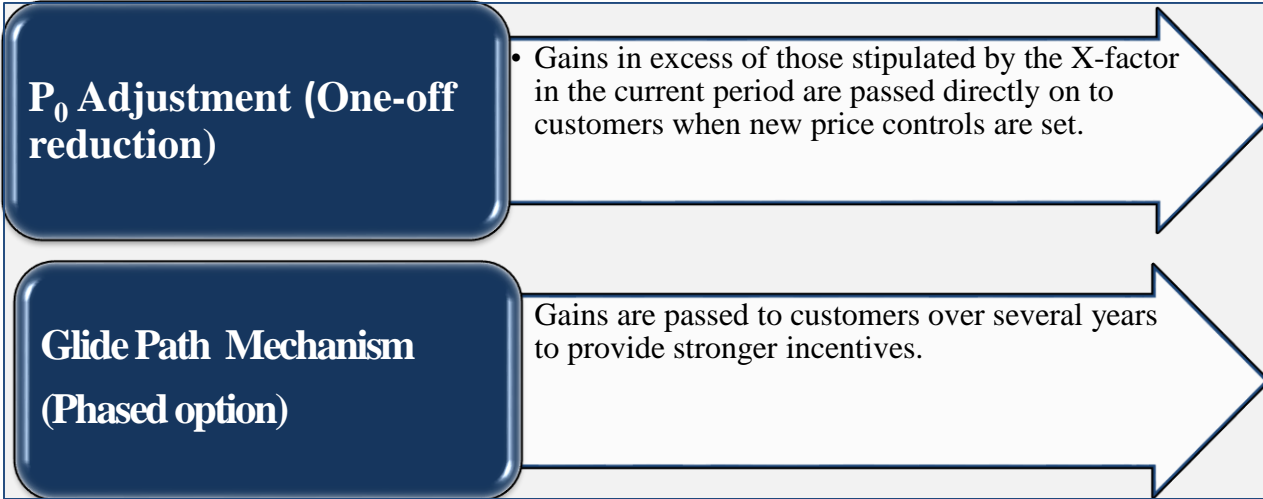 P₀ Adjustment (One-off
reduction)
• Gains in excess of those stipulated by the X-factor
in the current period are passed directly on to
customers when new price controls are set.
Glide Path Mechanism
(Phased option)
Gains are passed to customers over several years
to provide stronger incentives.